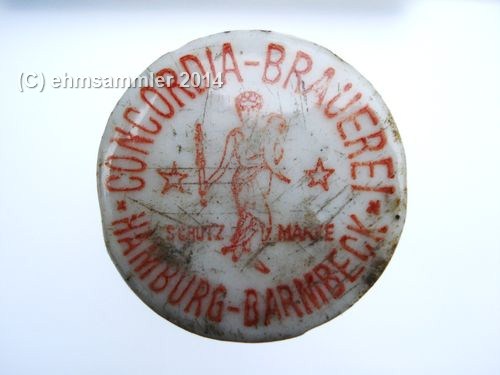 (C) ehmsammler 2014
* CONCORDIA-BRAUEREI *
SCHUTZ MARKE
HAMBURG-BARMBECK